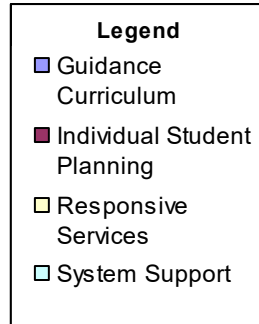 Legend
Guidance
Curriculum
Individual Student
Planning
Responsive
Services
System Support